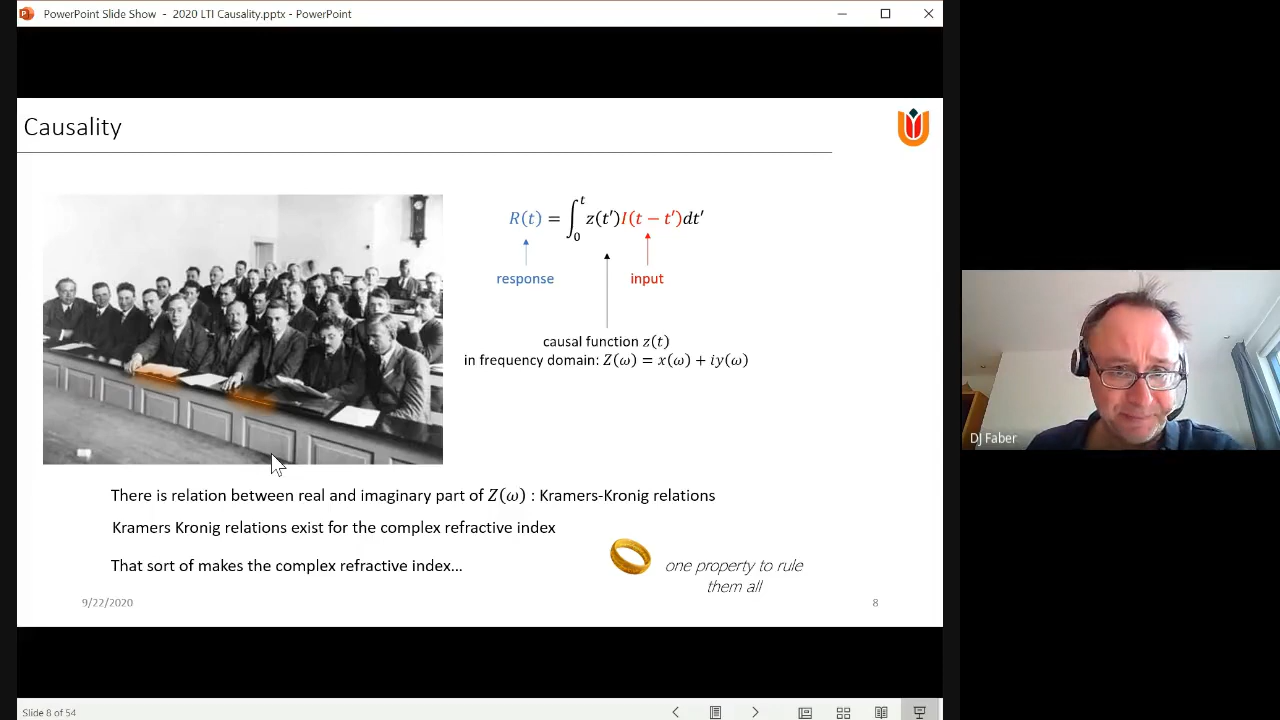 PowerPoint Slide Show - 2020 LTI Causality.pptx - PowerPoint
Causality
R(t) = ∫₀ᵗ z(t′)I(t − t′)dt′
response
input
causal function z(t)
in frequency domain: Z(ω) = x(ω) + iy(ω)
DJ Faber
There is relation between real and imaginary part of Z(ω) : Kramers-Kronig relations
Kramers Kronig relations exist for the complex refractive index
That sort of makes the complex refractive index...
one property to rule
them all
9/22/2020
8
Slide 8 of 54